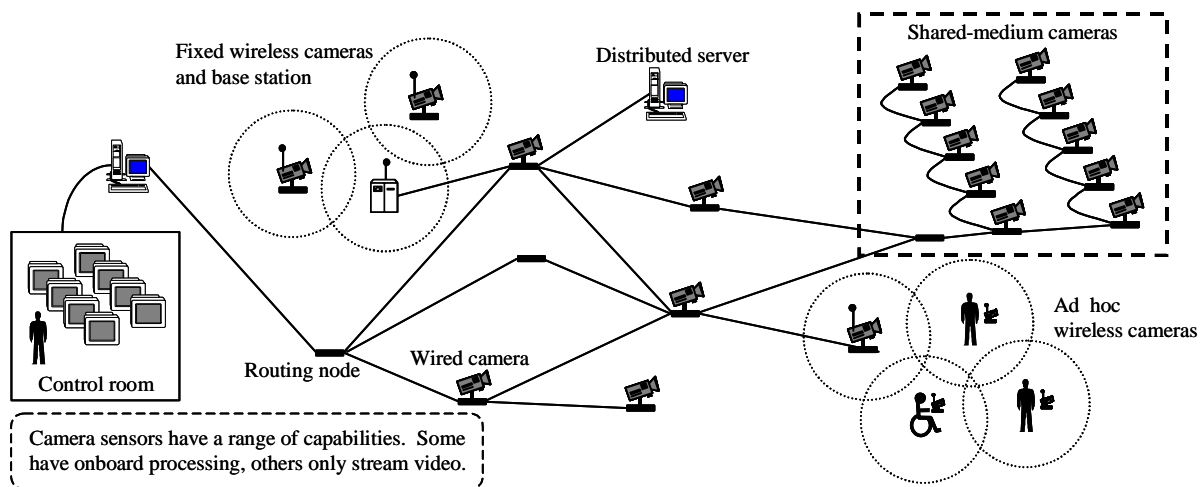 Fixed wireless cameras
and base station
Distributed server
Shared-medium cameras
Ad hoc
wireless cameras
Wired camera
Routing node
Control room
Camera sensors have a range of capabilities. Some
have onboard processing, others only stream video.